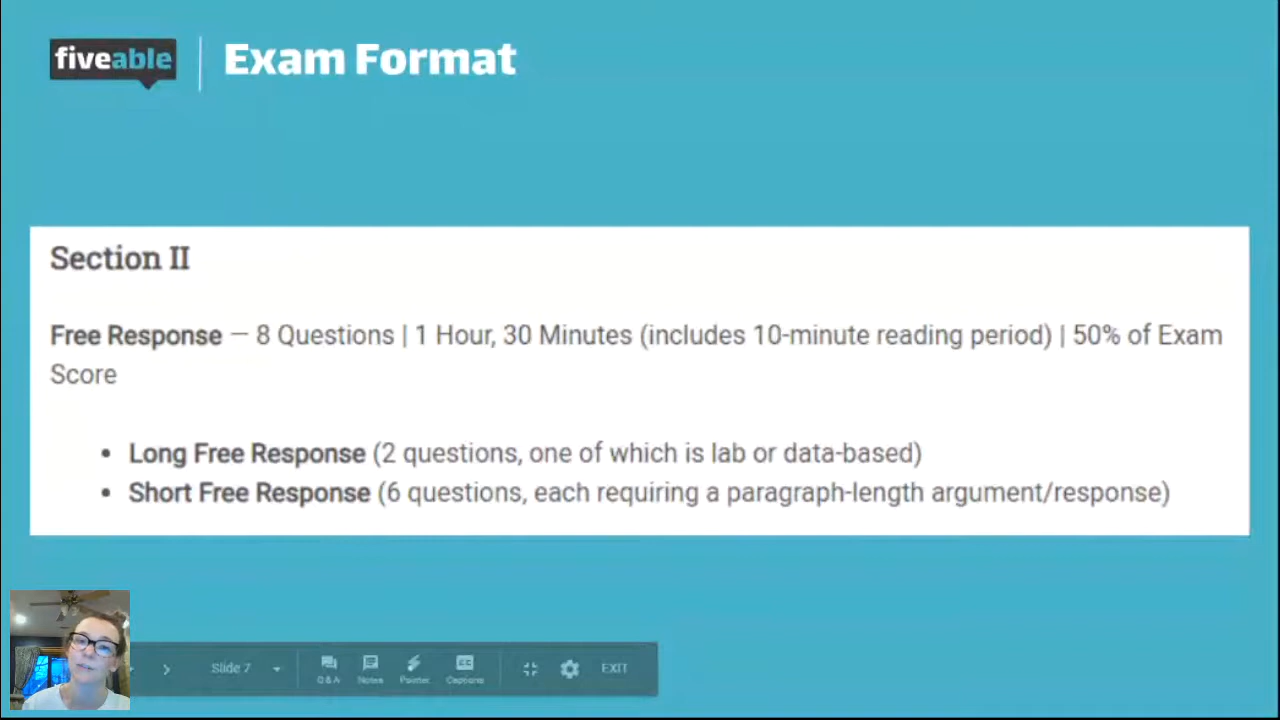 fiveable
Exam Format
Section II
Free Response — 8 Questions | 1 Hour, 30 Minutes (includes 10-minute reading period) | 50% of Exam
Score
• Long Free Response (2 questions, one of which is lab or data-based)
• Short Free Response (6 questions, each requiring a paragraph-length argument/response)
Slide 7
Q & A
Notes
Pointer
CC
Captions
EXIT